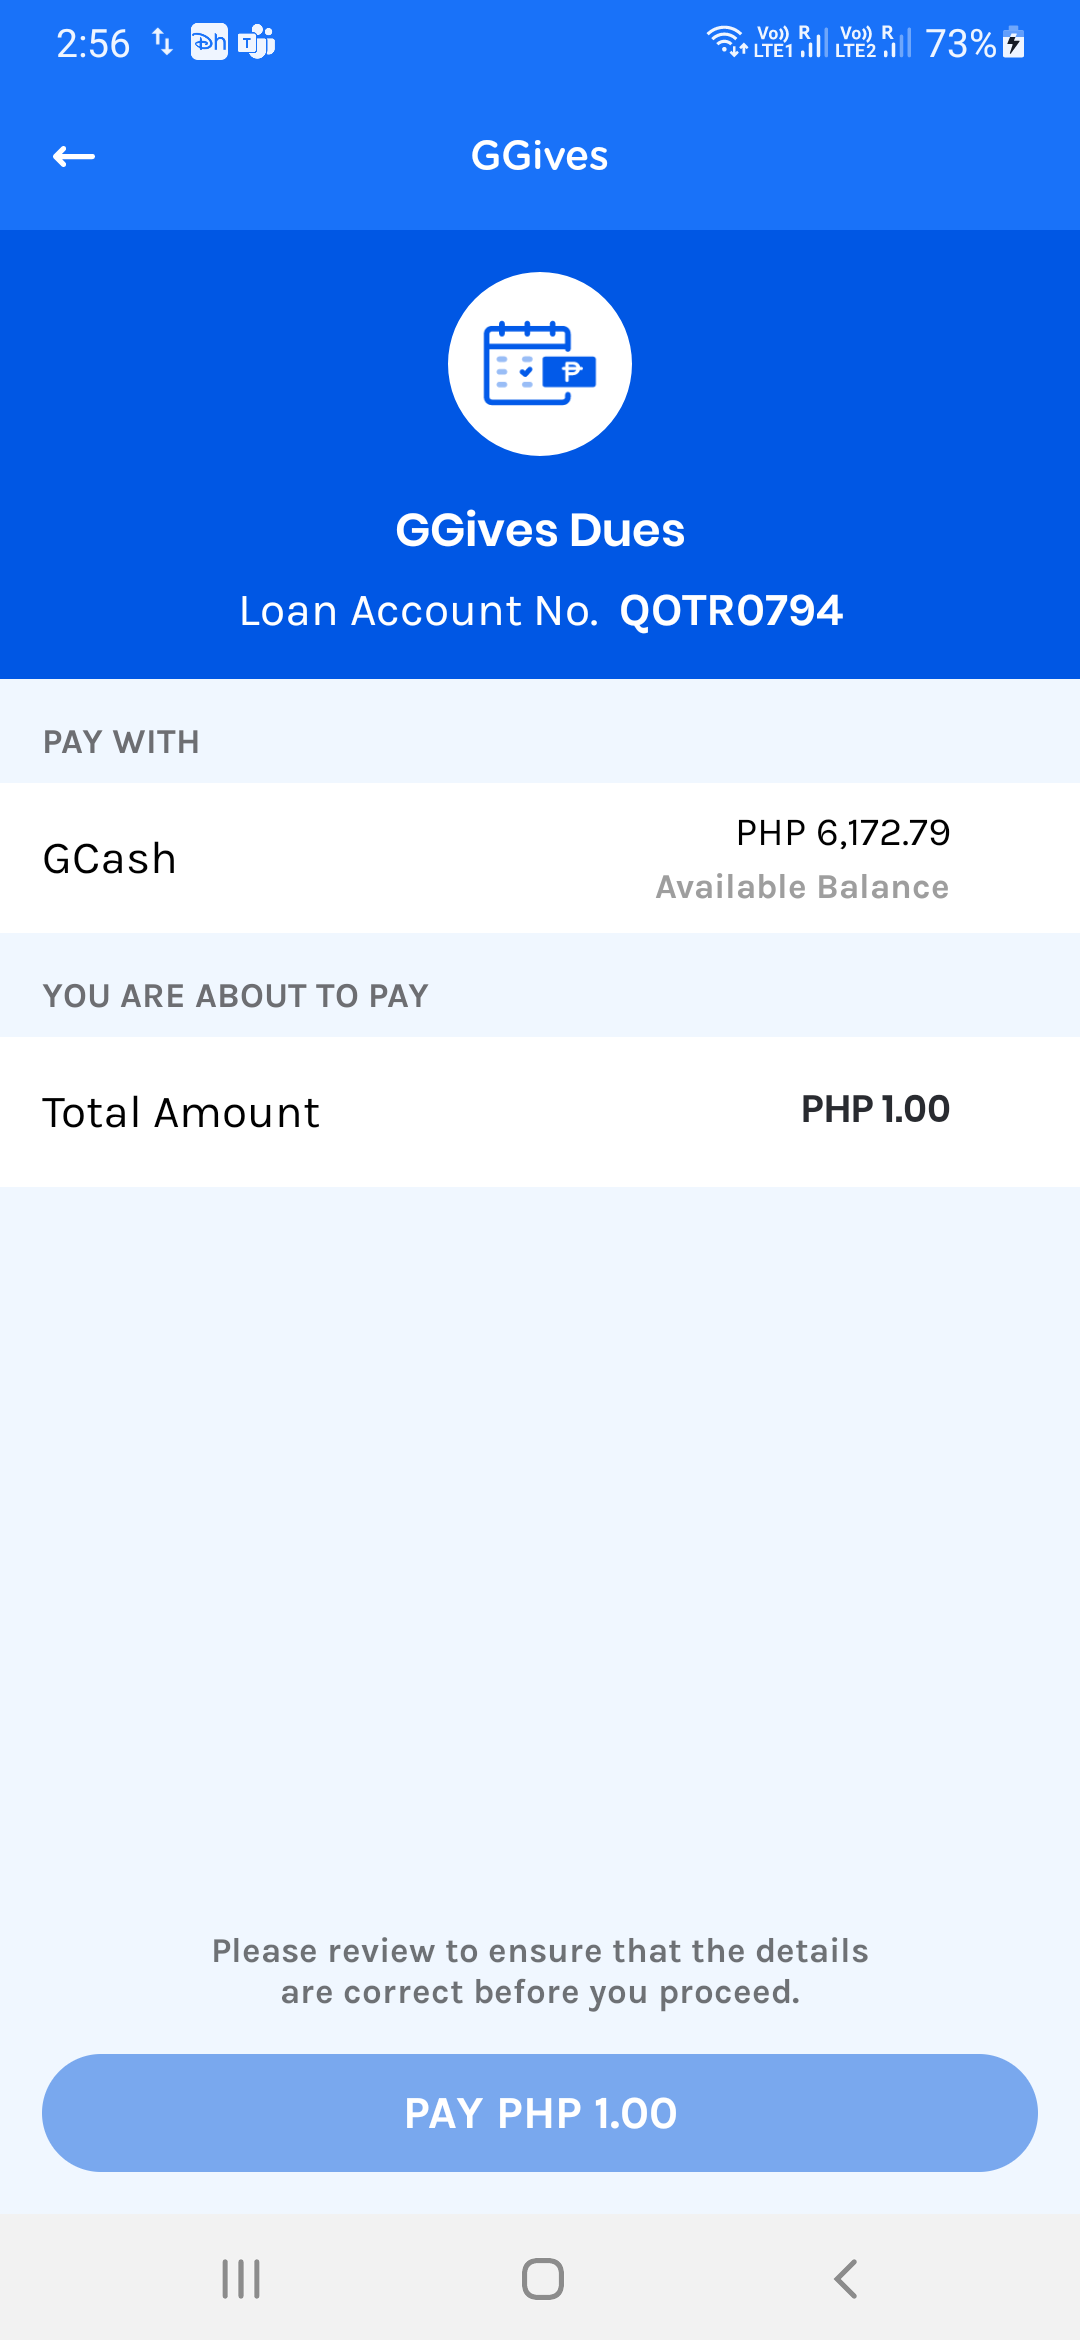 2:56
Vo)) R Vo)) R
LTE1 LTE2 73%
GGives
GGives Dues
Loan Account No. QOTR0794
PAY WITH
GCash
PHP 6,172.79
Available Balance
YOU ARE ABOUT TO PAY
Total Amount PHP 1.00
Please review to ensure that the details
are correct before you proceed.
PAY PHP 1.00